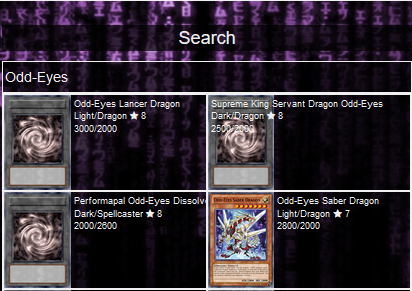 Search
Odd-Eyes
Odd-Eyes Lancer Dragon
Light/Dragon ★ 8
3000/2000
Supreme King Servant Dragon Odd-Eyes
Dark/Dragon ★ 8
2500/2000
Performapal Odd-Eyes Dissolve
Dark/Spellcaster ★ 8
2000/2600
ODD-EYES SABER DRAGON
Odd-Eyes Saber Dragon
Light/Dragon ★ 7
2800/2000